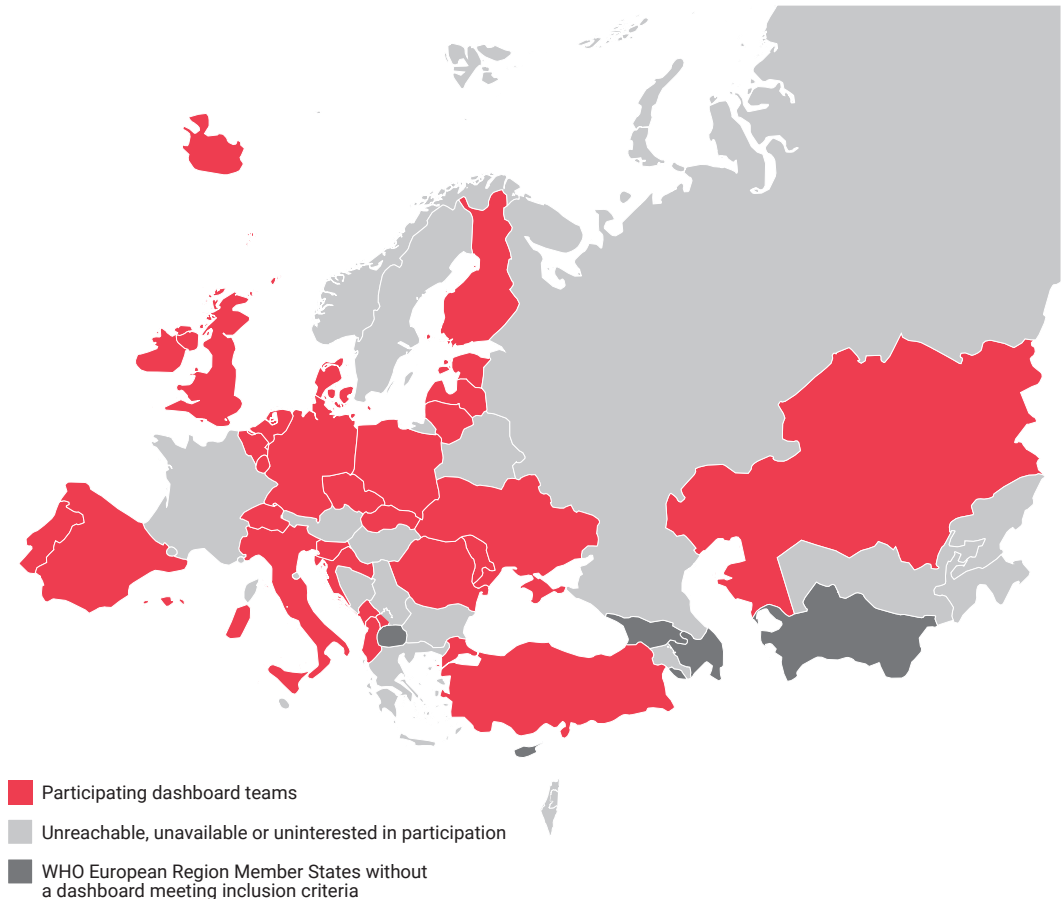 Participating dashboard teams
Unreachable, unavailable or uninterested in participation
WHO European Region Member States without
a dashboard meeting inclusion criteria